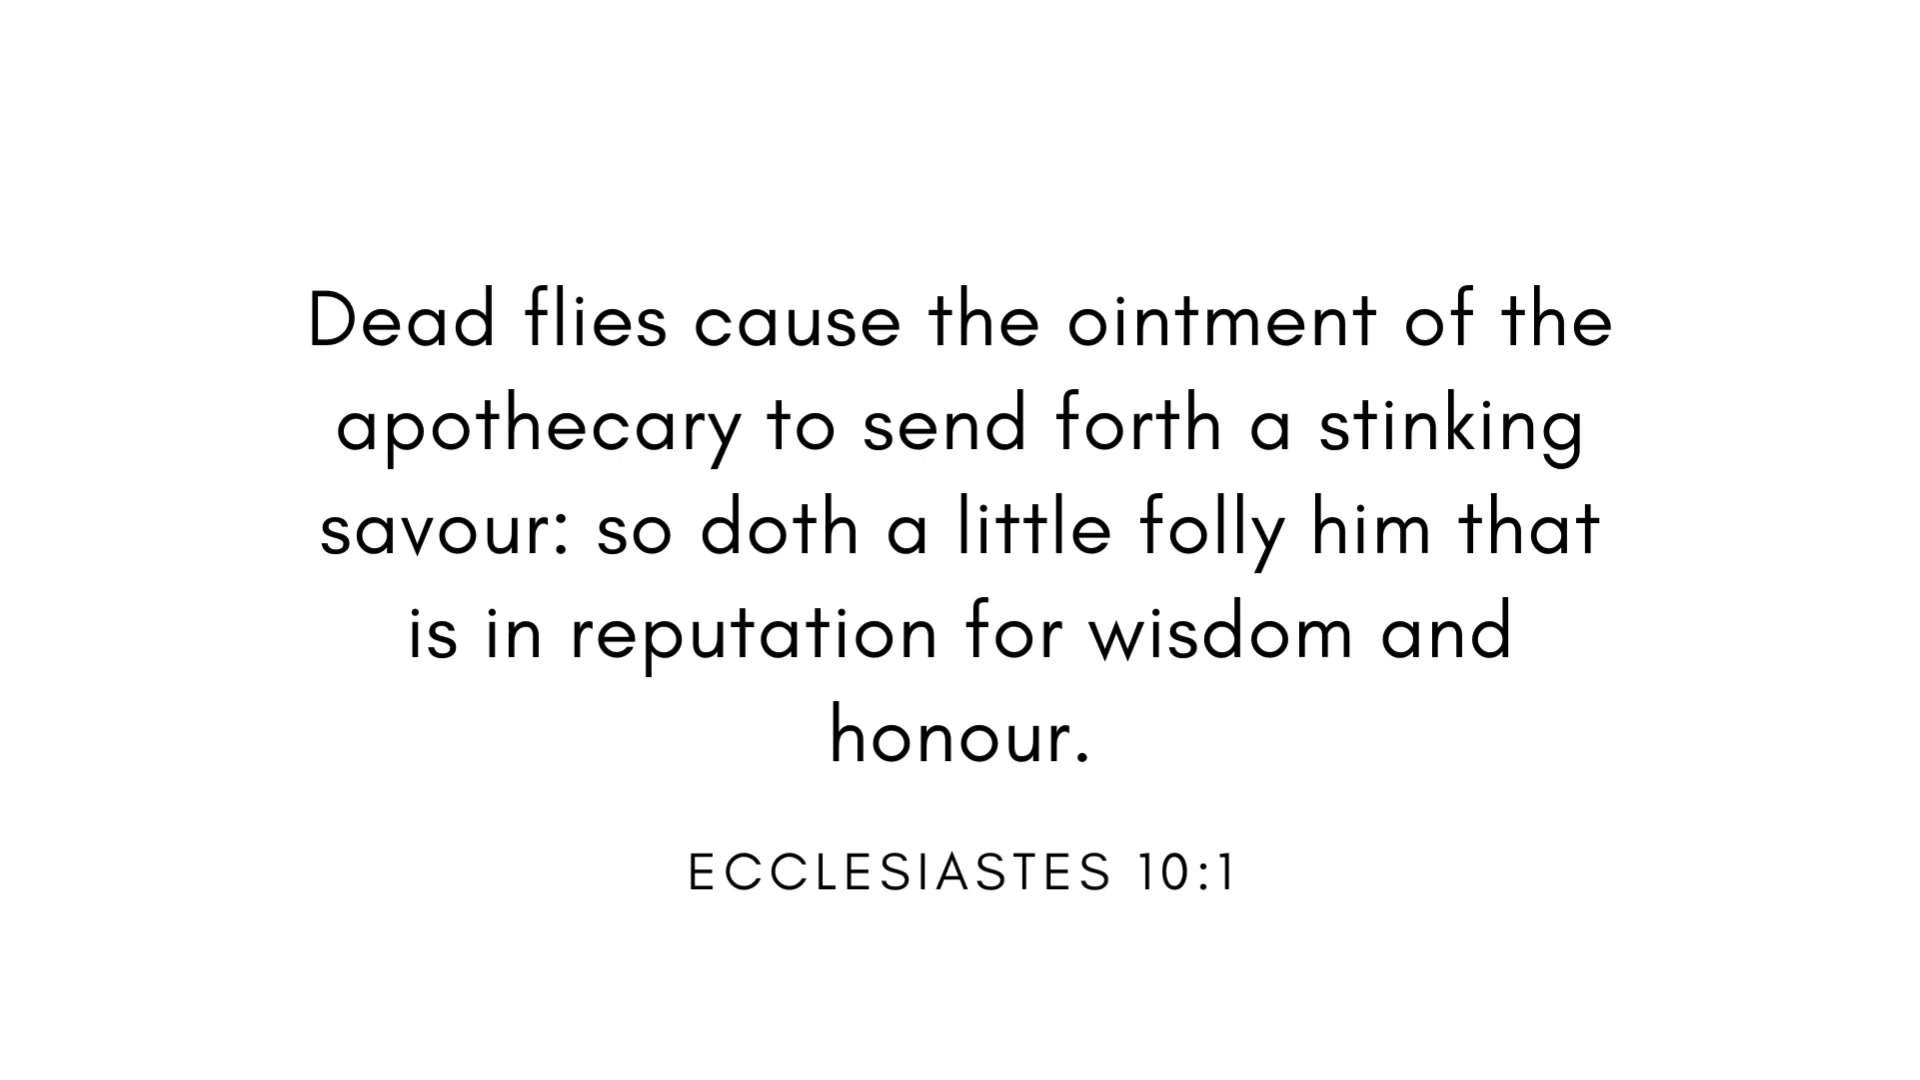 Dead flies cause the ointment of the
apothecary to send forth a stinking
savour: so doth a little folly him that
is in reputation for wisdom and
honour.
ECCLESIASTES 10:1